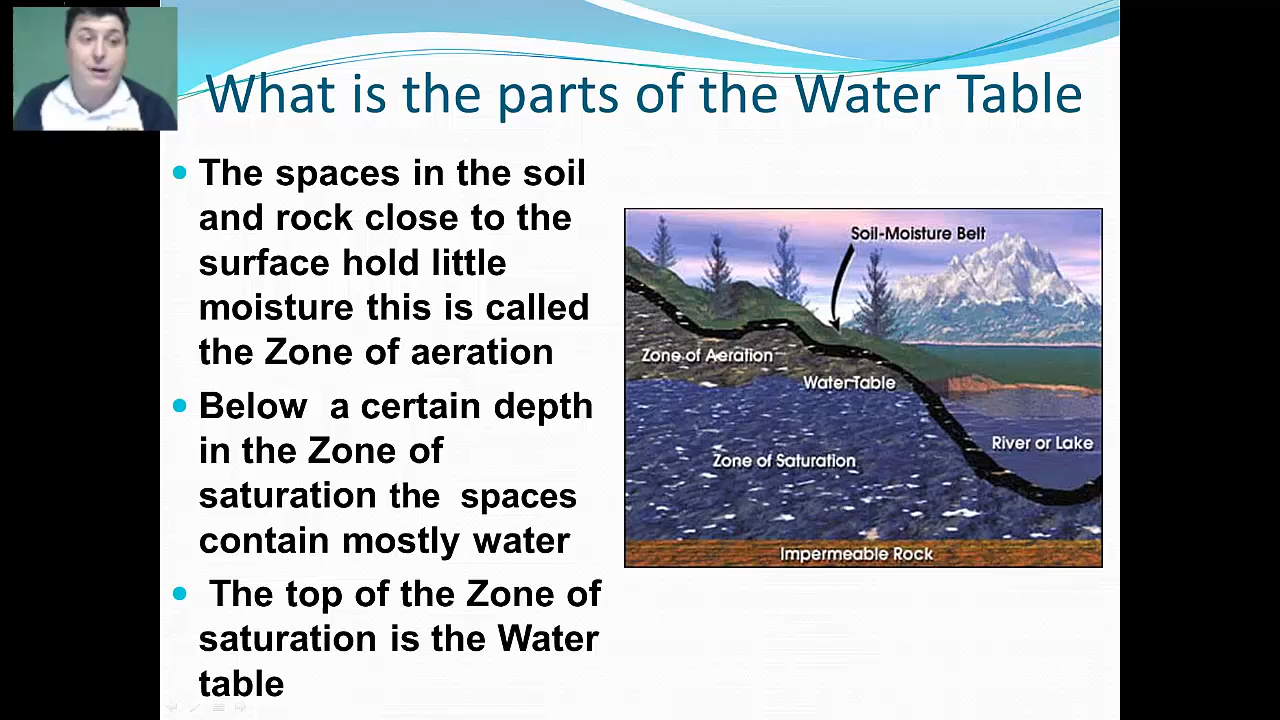 What is the parts of the Water Table
The spaces in the soil
and rock close to the
surface hold little
moisture this is called
the Zone of aeration
Below a certain depth
in the Zone of
saturation the spaces
contain mostly water
The top of the Zone of
saturation is the Water
table
Soil-Moisture Belt
Zone of Aeration
Water Table
River or Lake
Zone of Saturation
Impermeable Rock